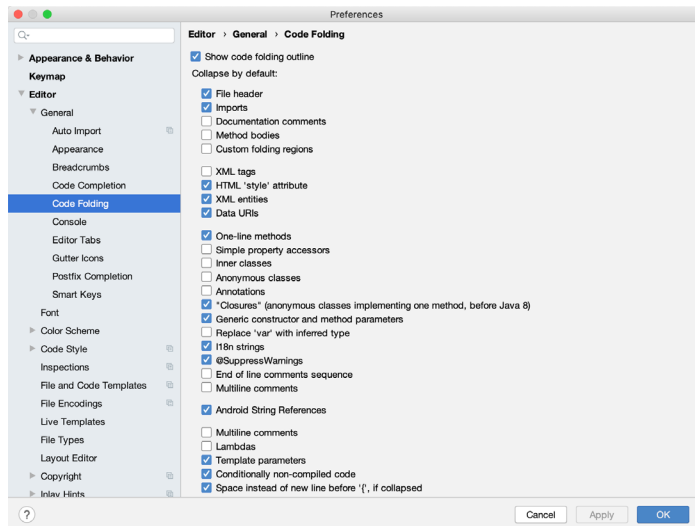 Preferences
Editor › General › Code Folding
Appearance & Behavior
Keymap
Editor
General
Auto Import
Appearance
Breadcrumbs
Code Completion
Code Folding
Console
Editor Tabs
Gutter Icons
Postfix Completion
Smart Keys
Font
Color Scheme
Code Style
Inspections
File and Code Templates
File Encodings
Live Templates
File Types
Layout Editor
Copyright
Inlay Hints
Show code folding outline
Collapse by default:
File header
Imports
Documentation comments
Method bodies
Custom folding regions
XML tags
HTML 'style' attribute
XML entities
Data URIs
One-line methods
Simple property accessors
Inner classes
Anonymous classes
Annotations
"Closures" (anonymous classes implementing one method, before Java 8)
Generic constructor and method parameters
Replace 'var' with inferred type
I18n strings
@SuppressWarnings
End of line comments sequence
Multiline comments
Android String References
Multiline comments
Lambdas
Template parameters
Conditionally non-compiled code
Space instead of new line before '{', if collapsed
?
Cancel
Apply
OK